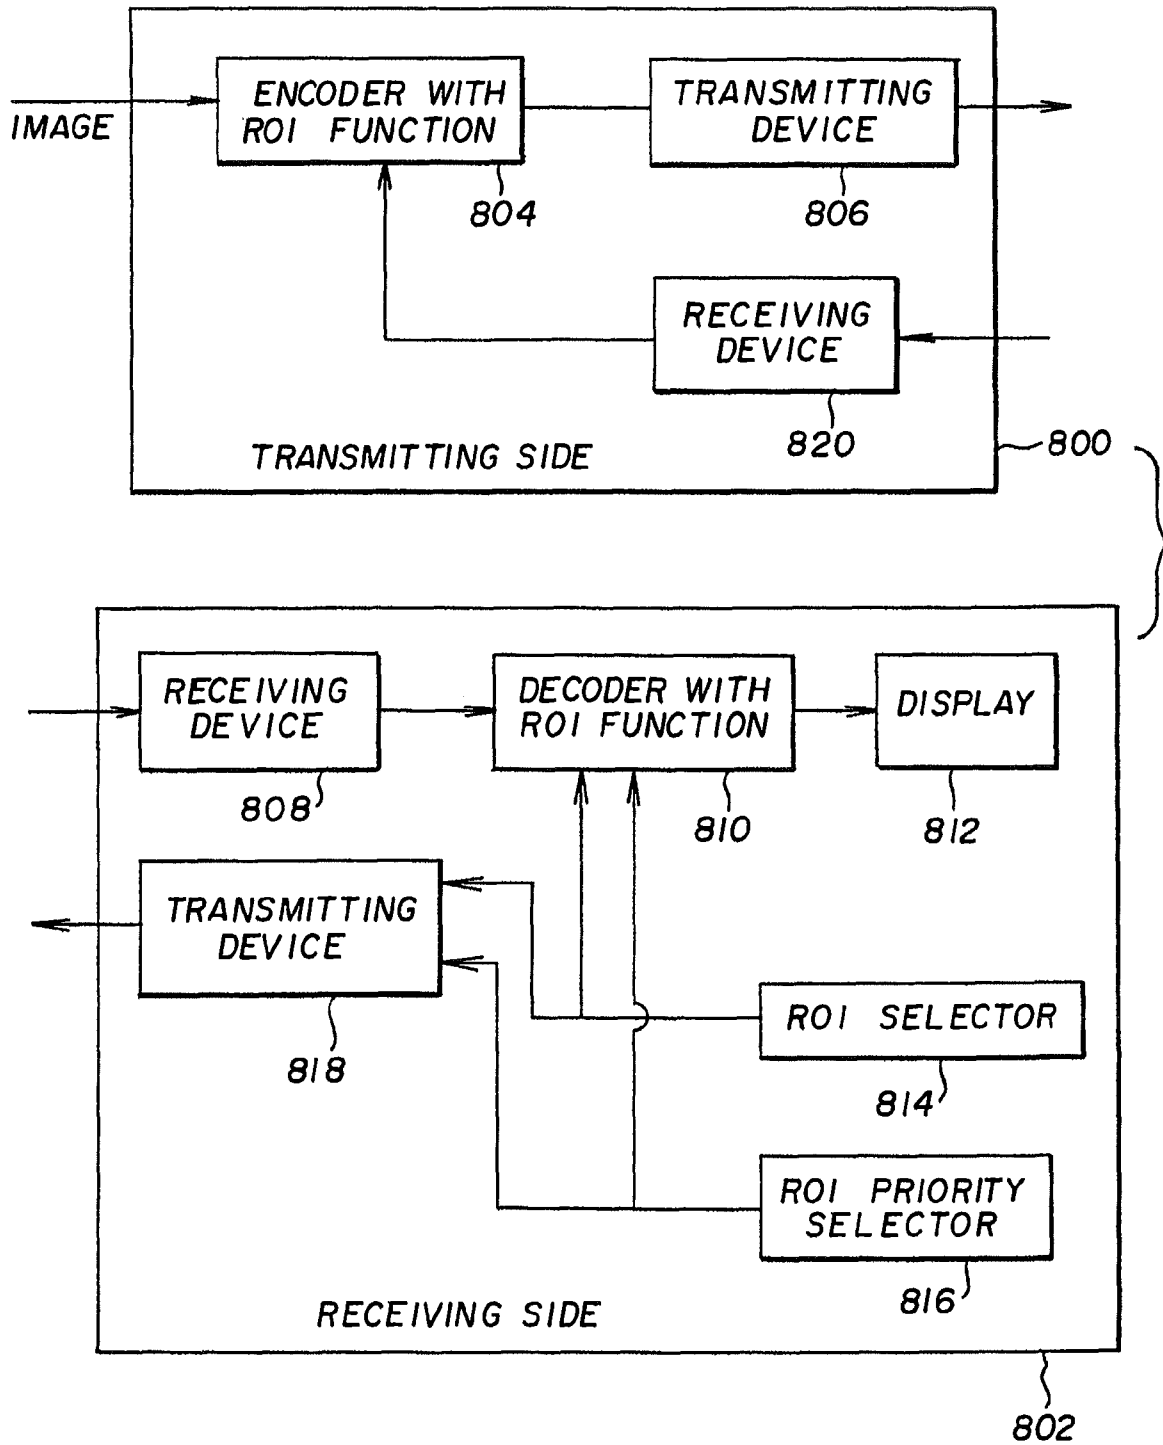 IMAGE
ENCODER WITH
ROI FUNCTION
804
TRANSMITTING
DEVICE
806
RECEIVING
DEVICE
820
TRANSMITTING SIDE
800
RECEIVING
DEVICE
808
DECODER WITH
ROI FUNCTION
810
DISPLAY
812
TRANSMITTING
DEVICE
818
ROI SELECTOR
814
ROI PRIORITY
SELECTOR
816
RECEIVING SIDE
802